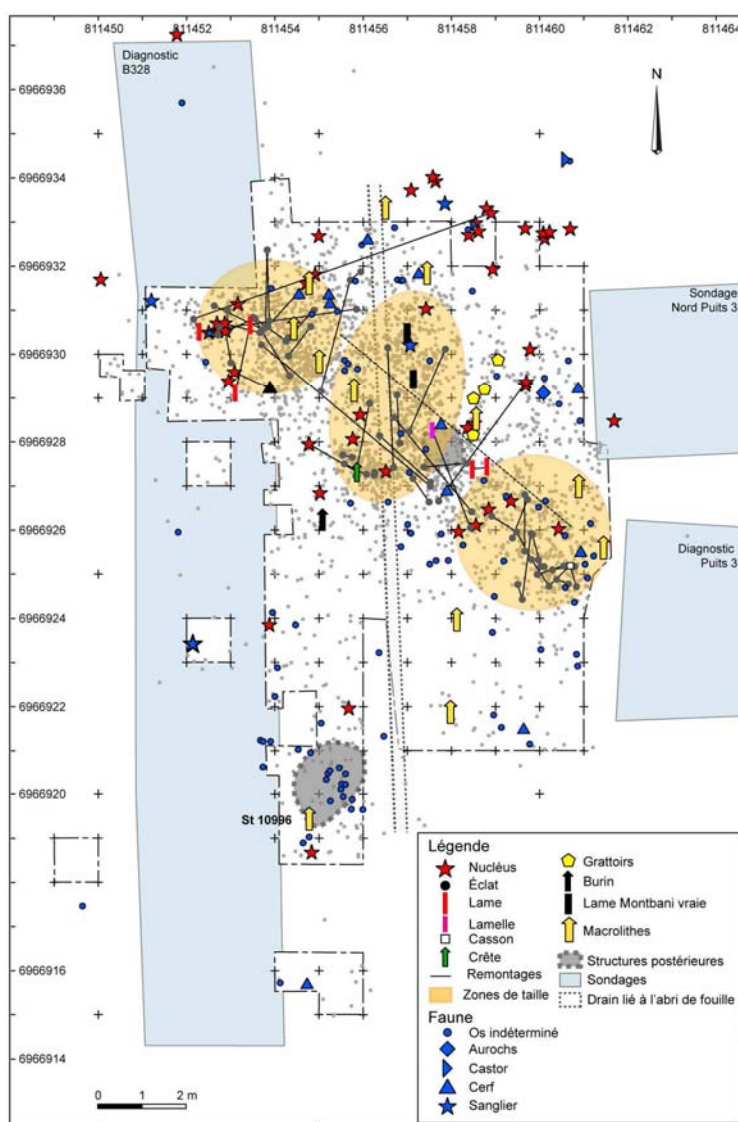 811450 811452 811454 811456 811458 811460 811462 811464
Diagnostic
B328
N
6966936
6966934
6966932
Sondage
Nord Puits 3
6966930
6966928
6966926
Diagnostic
Puits 3
6966924
6966922
6966920
St 10996
6966918
6966916
6966914
0 1 2 m
Légende
Nucléus
Éclat
Lame
Lamelle
Casson
Crête
Remontages
Zones de taille
Grattoirs
Burin
Lame Montbani vraie
Macrolithes
Structures postérieures
Sondages
Drain lié à l'abri de fouille
Faune
Os indéterminé
Aurochs
Castor
Cerf
Sanglier